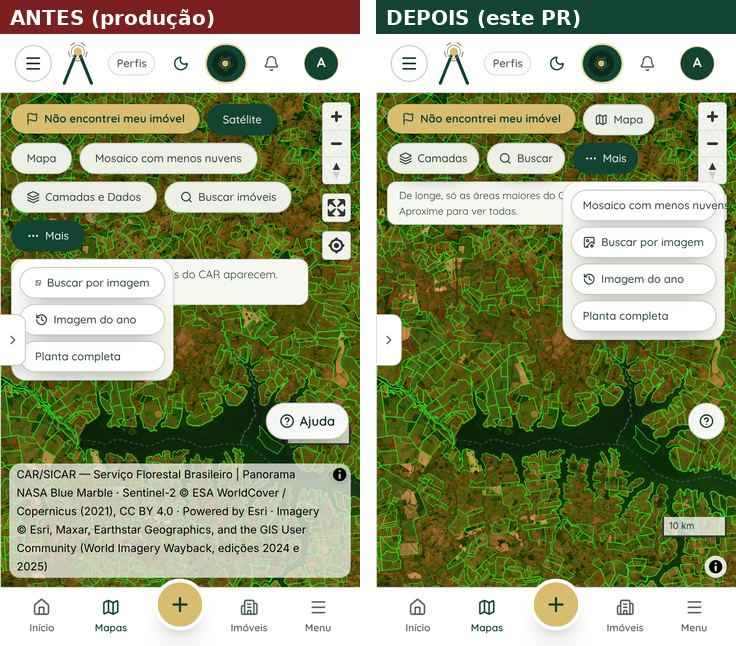 ANTES (produção)
Perfis
A
Não encontrei meu imóvel
Satélite
Mapa
Mosaico com menos nuvens
Camadas e Dados
Buscar imóveis
Mais
s do CAR aparecem.
Buscar por imagem
Imagem do ano
Planta completa
Ajuda
CAR/SICAR — Serviço Florestal Brasileiro | Panorama
NASA Blue Marble · Sentinel-2 © ESA WorldCover /
Copernicus (2021), CC BY 4.0 · Powered by Esri · Imagery
© Esri, Maxar, Earthstar Geographics, and the GIS User
Community (World Imagery Wayback, edições 2024 e
2025)
Início
Mapas
Imóveis
Menu
DEPOIS (este PR)
Perfis
A
Não encontrei meu imóvel
Mapa
Camadas
Buscar
Mais
De longe, só as áreas maiores do C
Aproxime para ver todas.
Mosaico com menos nuvens
Buscar por imagem
Imagem do ano
Planta completa
10 km
Início
Mapas
Imóveis
Menu